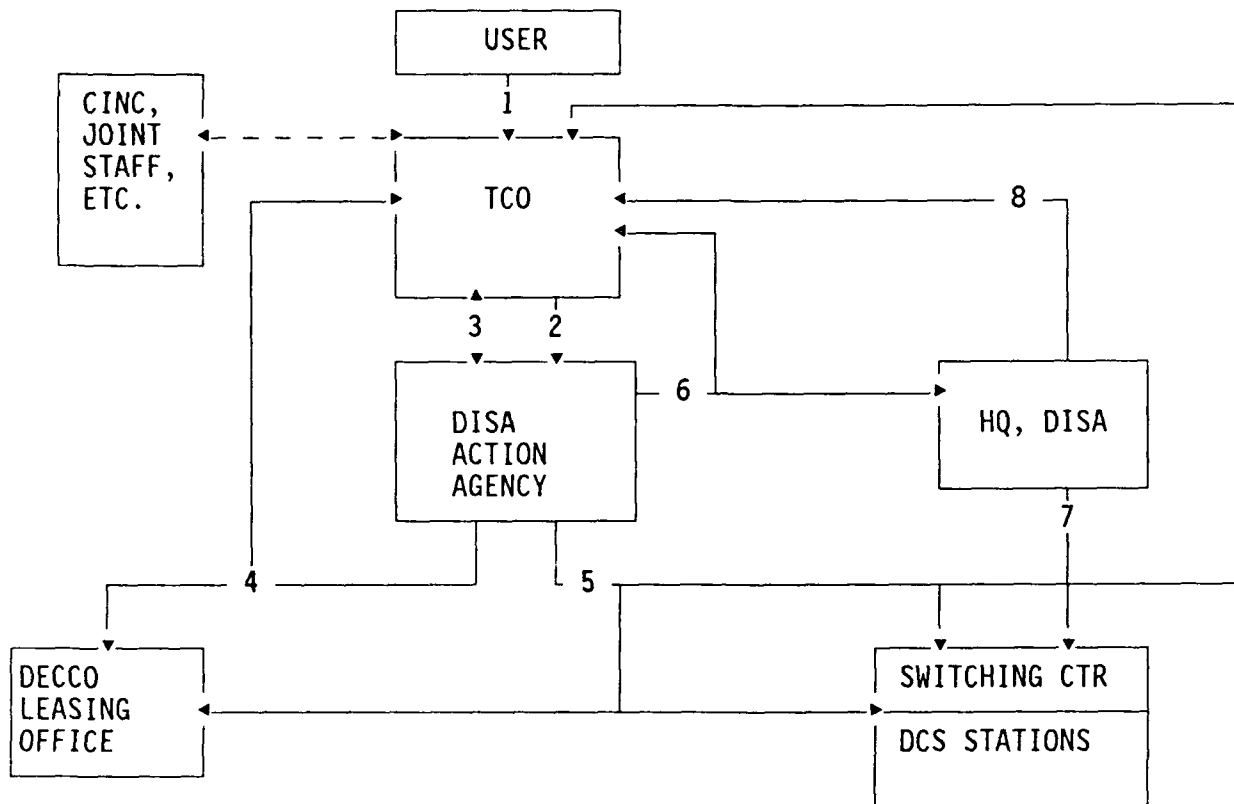 USER
1
CINC,
JOINT
STAFF,
ETC.
TCO
8
3
2
6
DISA
ACTION
AGENCY
HQ, DISA
7
4
5
DECCO
LEASING
OFFICE
SWITCHING CTR
DCS STATIONS